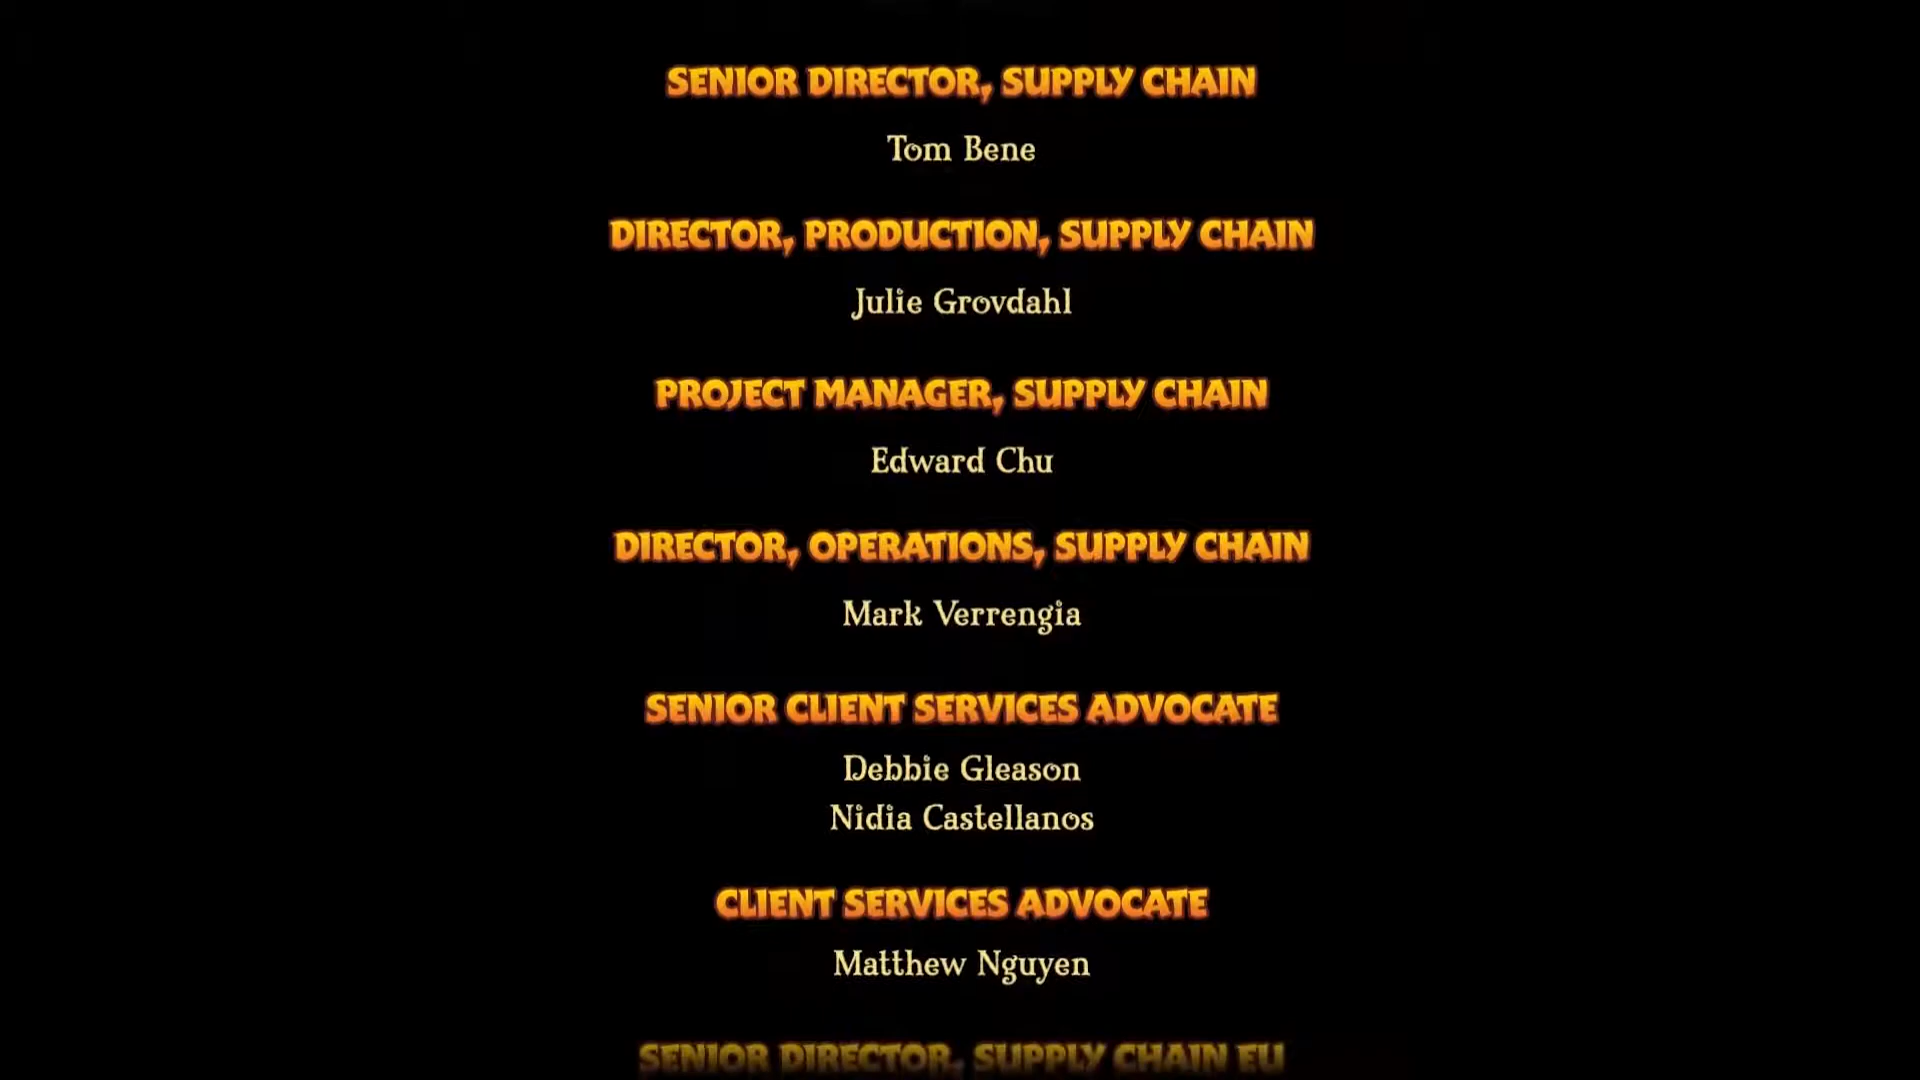 SENIOR DIRECTOR, SUPPLY CHAIN
Tom Bene
DIRECTOR, PRODUCTION, SUPPLY CHAIN
Julie Grovdahl
PROJECT MANAGER, SUPPLY CHAIN
Edward Chu
DIRECTOR, OPERATIONS, SUPPLY CHAIN
Mark Verrengia
SENIOR CLIENT SERVICES ADVOCATE
Debbie Gleason
Nidia Castellanos
CLIENT SERVICES ADVOCATE
Matthew Nguyen
SENIOR DIRECTOR, SUPPLY CHAIN EU